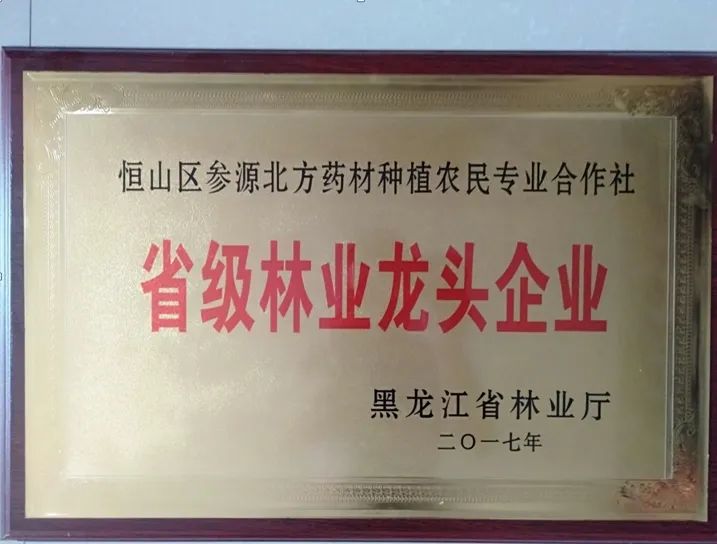 恒山区参源北方药材种植农民专业合作社
省级林业龙头企业
黑龙江省林业厅
二〇一七年